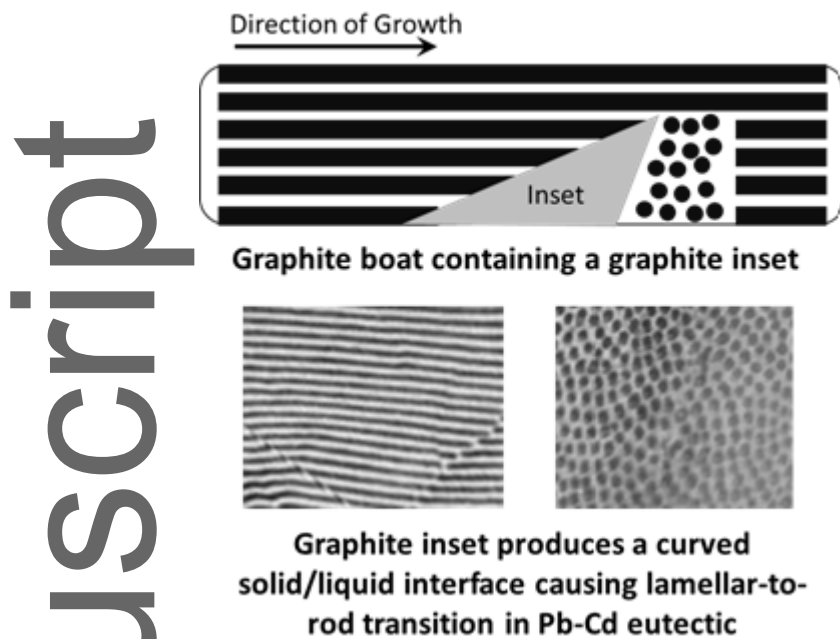 Direction of Growth
Inset
Graphite boat containing a graphite inset
Graphite inset produces a curved
solid/liquid interface causing lamellar-to-
rod transition in Pb-Cd eutectic
uscript